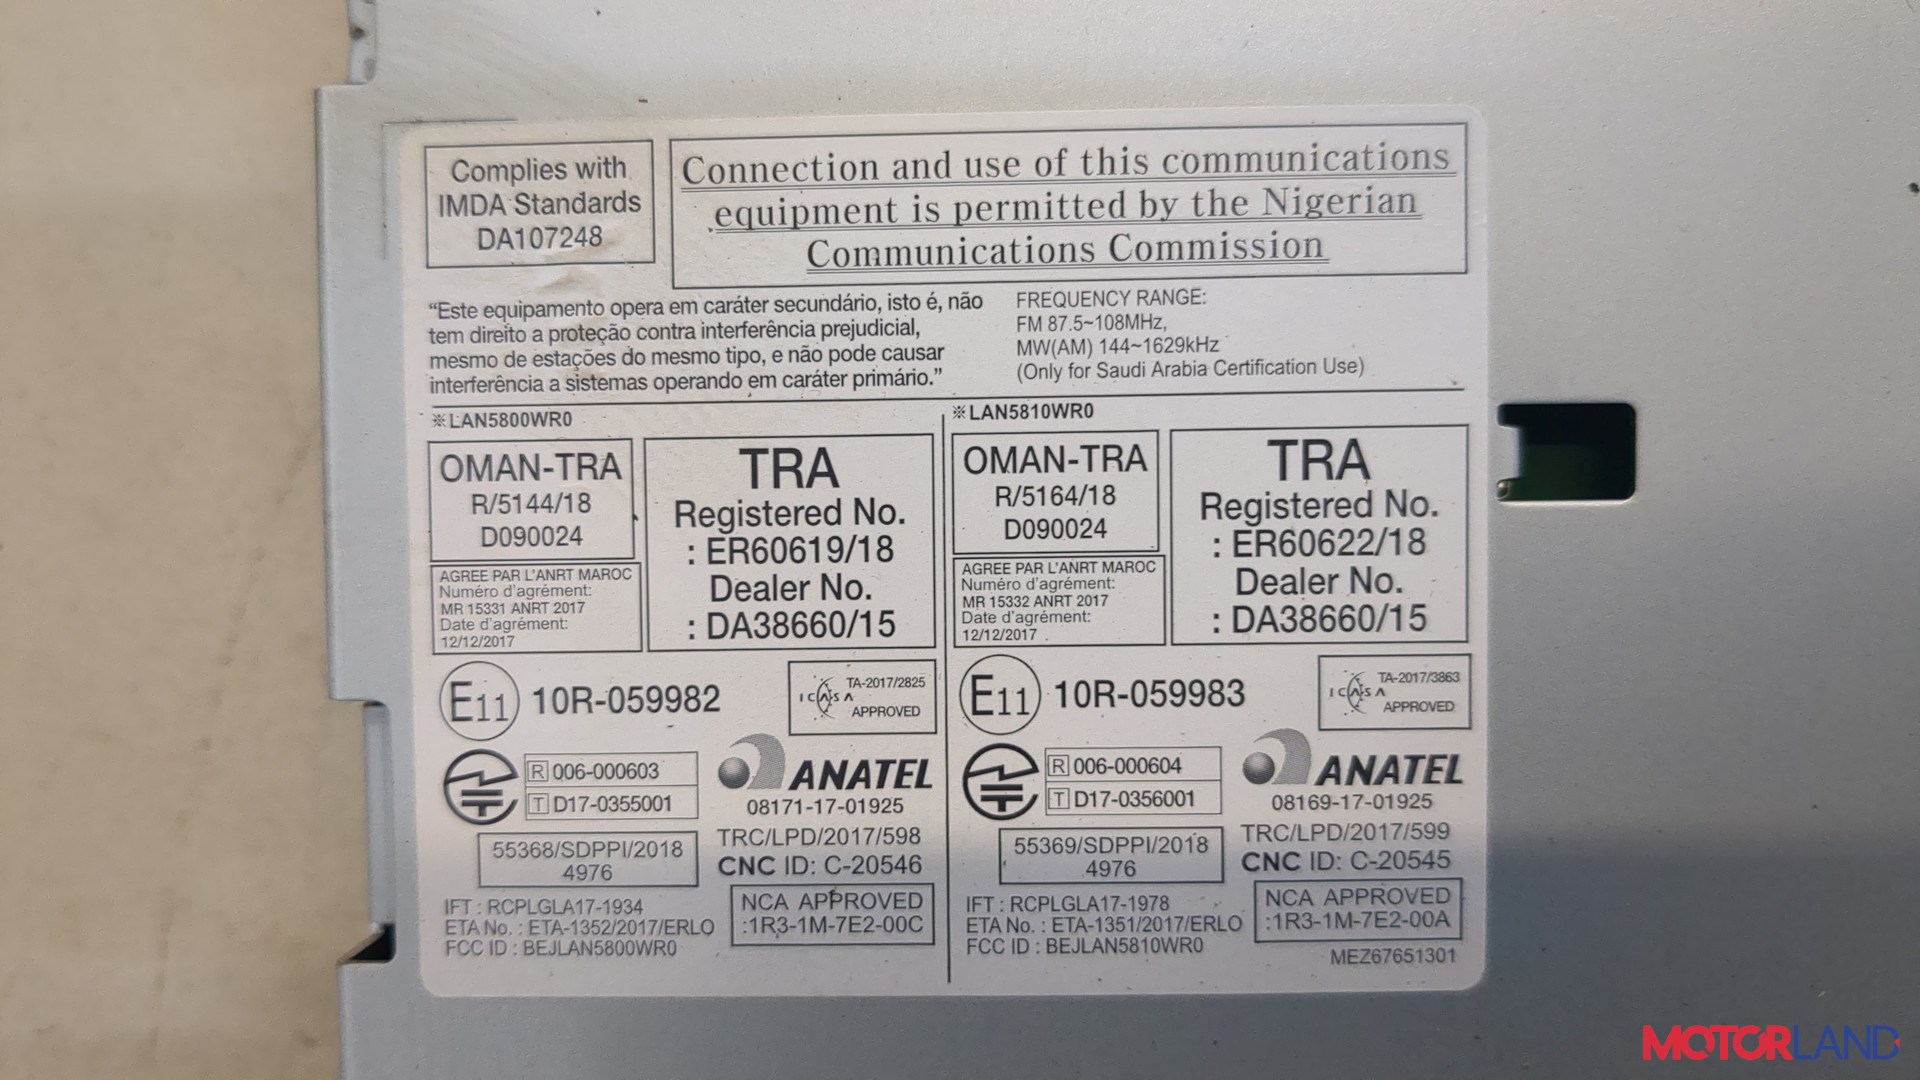 Complies with
IMDA Standards
DA107248
Connection and use of this communications
equipment is permitted by the Nigerian
Communications Commission
“Este equipamento opera em caráter secundário, isto é, não
tem direito a proteção contra interferência prejudicial,
mesmo de estações do mesmo tipo, e não pode causar
interferência a sistemas operando em caráter primário.”
FREQUENCY RANGE:
FM 87.5~108MHz,
MW(AM) 144~1629kHz
(Only for Saudi Arabia Certification Use)
※LAN5800WR0
OMAN-TRA
R/5144/18
D090024
TRA
Registered No.
: ER60619/18
Dealer No.
: DA38660/15
AGREE PAR L'ANRT MAROC
Numéro d'agrément:
MR 15331 ANRT 2017
Date d'agrément:
12/12/2017
E11 10R-059982
ICASA
TA-2017/2825
APPROVED
R 006-000603
T D17-0355001
ANATEL
08171-17-01925
55368/SDPPI/2018
4976
TRC/LPD/2017/598
CNC ID: C-20546
IFT : RCPLGLA17-1934
ETA No. : ETA-1352/2017/ERLO
FCC ID : BEJLAN5800WR0
NCA APPROVED
:1R3-1M-7E2-00C
※LAN5810WR0
OMAN-TRA
R/5164/18
D090024
TRA
Registered No.
: ER60622/18
Dealer No.
: DA38660/15
AGREE PAR L'ANRT MAROC
Numéro d'agrément:
MR 15332 ANRT 2017
Date d'agrément:
12/12/2017
E11 10R-059983
ICASA
TA-2017/3863
APPROVED
R 006-000604
T D17-0356001
ANATEL
08169-17-01925
55369/SDPPI/2018
4976
TRC/LPD/2017/599
CNC ID: C-20545
IFT : RCPLGLA17-1978
ETA No. : ETA-1351/2017/ERLO
FCC ID : BEJLAN5810WR0
NCA APPROVED
:1R3-1M-7E2-00A
MEZ67651301
MOTORLAND